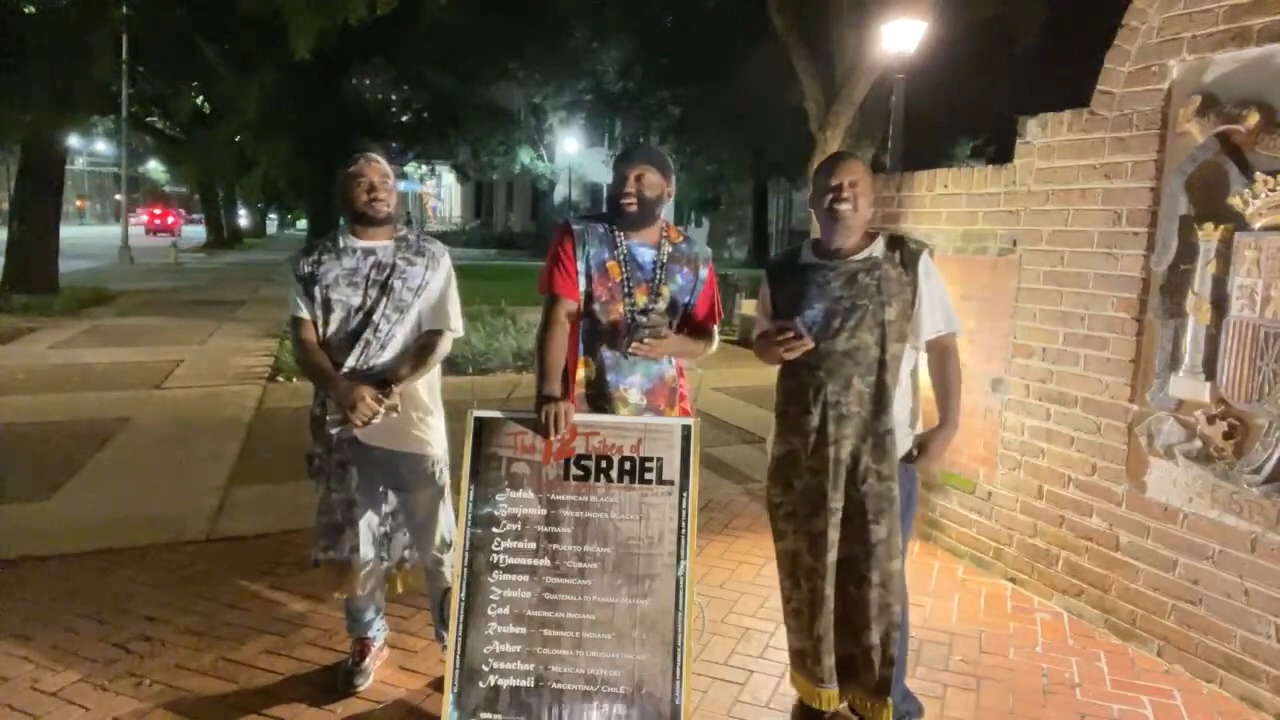 The 12 Tribes of
ISRAEL
Judah - "AMERICAN BLACKS"
Benjamin - "WEST INDIES BLACKS"
Levi - "HAITIANS"
Ephraim - "PUERTO RICANS"
Manasseh - "CUBANS"
Simeon - "DOMINICANS"
Zebulon - "GUATEMALA TO PANAMA (MAYANS)"
Gad - "AMERICAN INDIANS"
Reuben - "SEMINOLE INDIANS"
Asher - "COLOMBIA TO URUGUAY (INCAS)"
Issachar - "MEXICAN (AZTECS)"
Naphtali - "ARGENTINA/ CHILE"